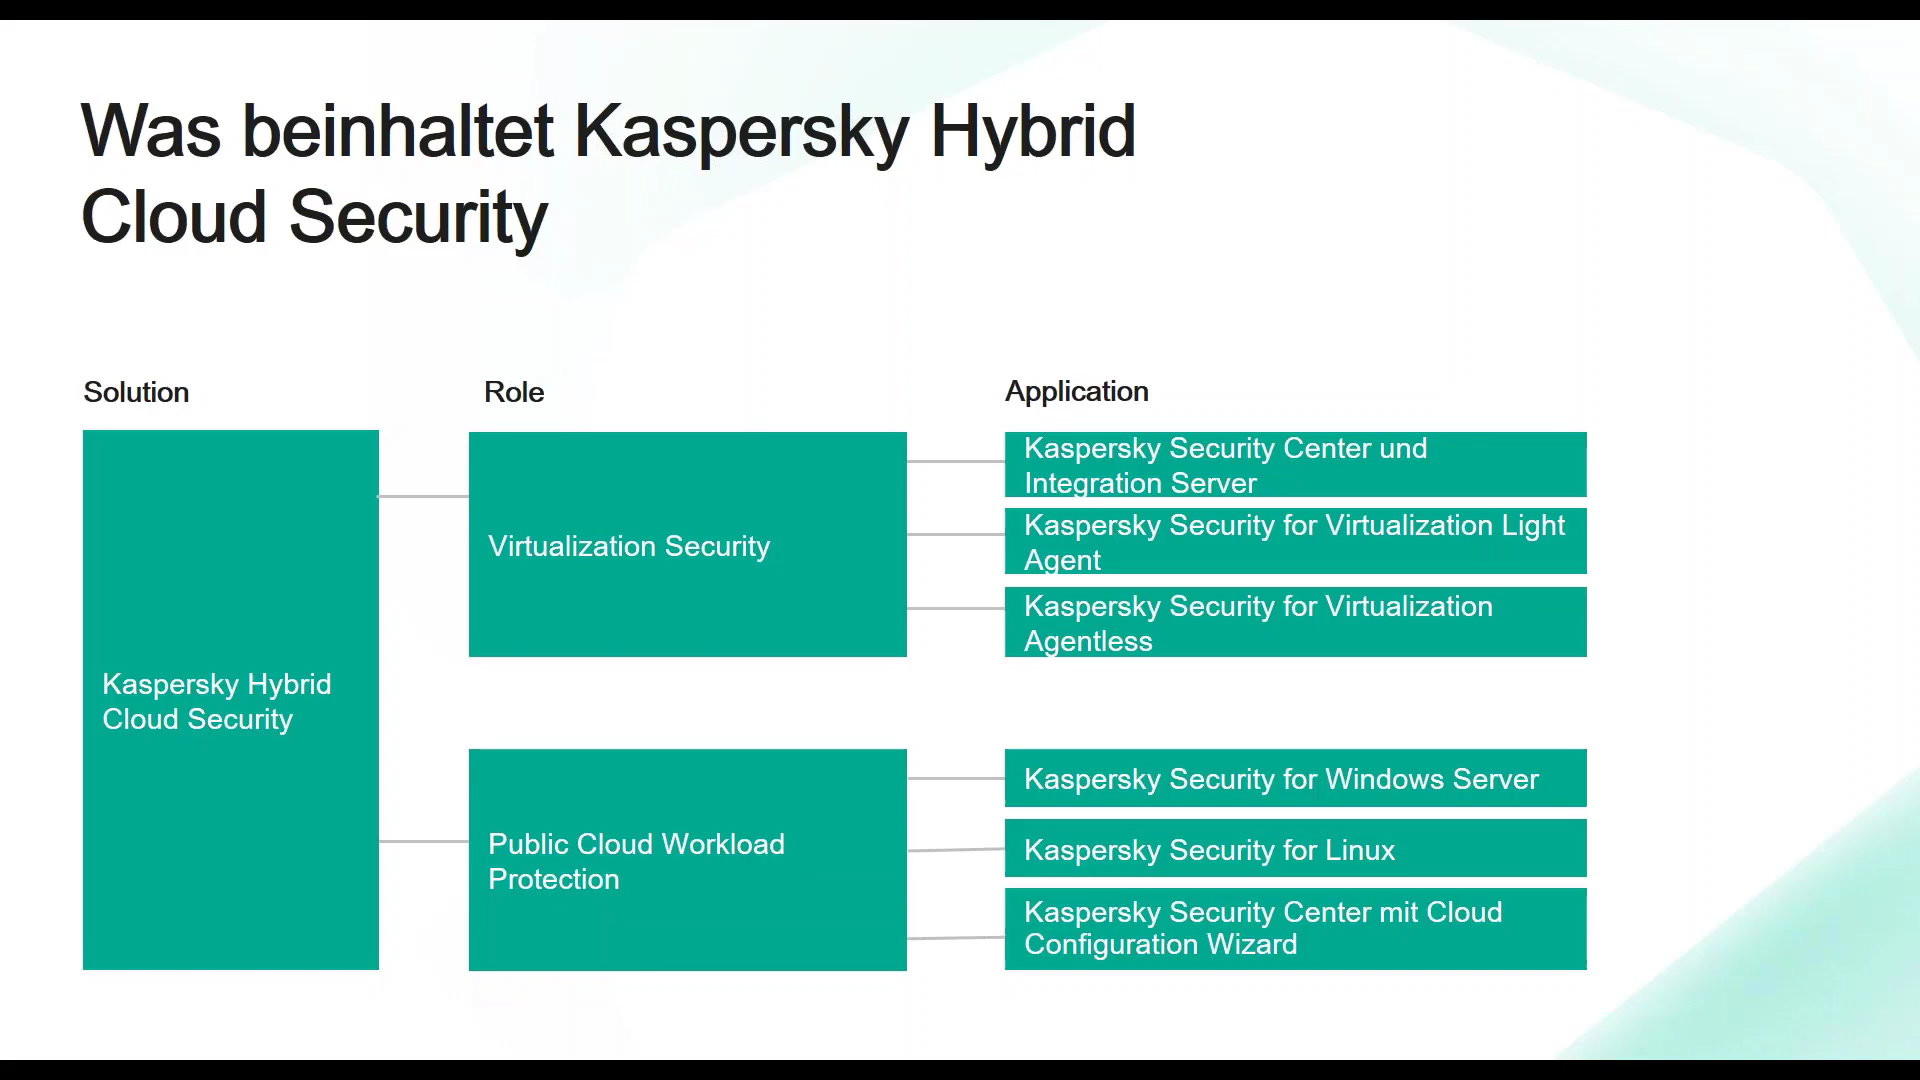 Was beinhaltet Kaspersky Hybrid
Cloud Security
Solution
Role
Application
Kaspersky Hybrid
Cloud Security
Virtualization Security
Kaspersky Security Center und
Integration Server
Kaspersky Security for Virtualization Light
Agent
Kaspersky Security for Virtualization
Agentless
Public Cloud Workload
Protection
Kaspersky Security for Windows Server
Kaspersky Security for Linux
Kaspersky Security Center mit Cloud
Configuration Wizard